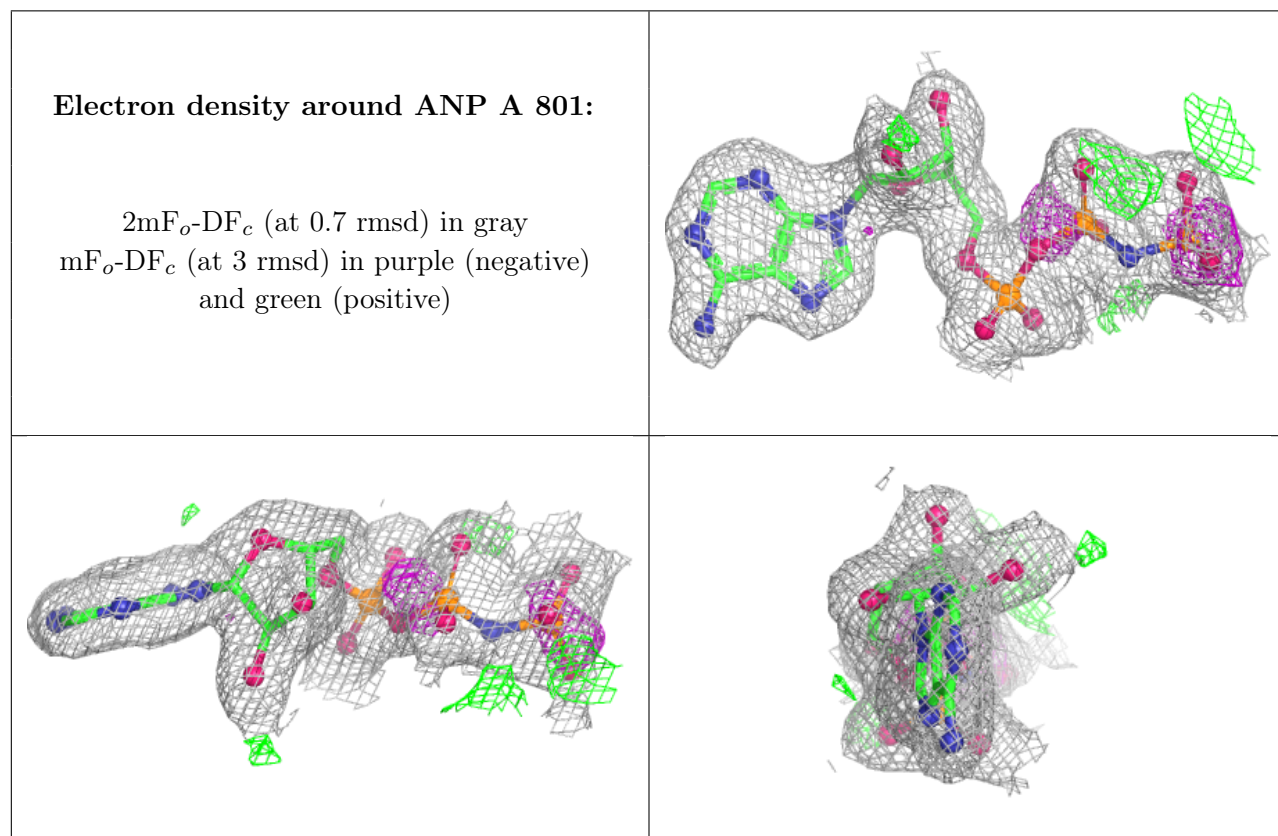 Electron density around ANP A 801:
2mFₒ-DF𝒸 (at 0.7 rmsd) in gray
mFₒ-DF𝒸 (at 3 rmsd) in purple (negative)
and green (positive)